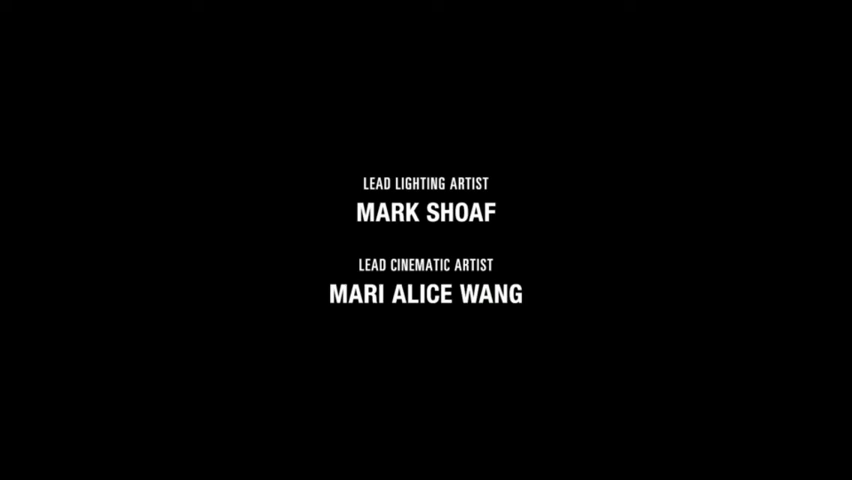 LEAD LIGHTING ARTIST
MARK SHOAF
LEAD CINEMATIC ARTIST
MARI ALICE WANG